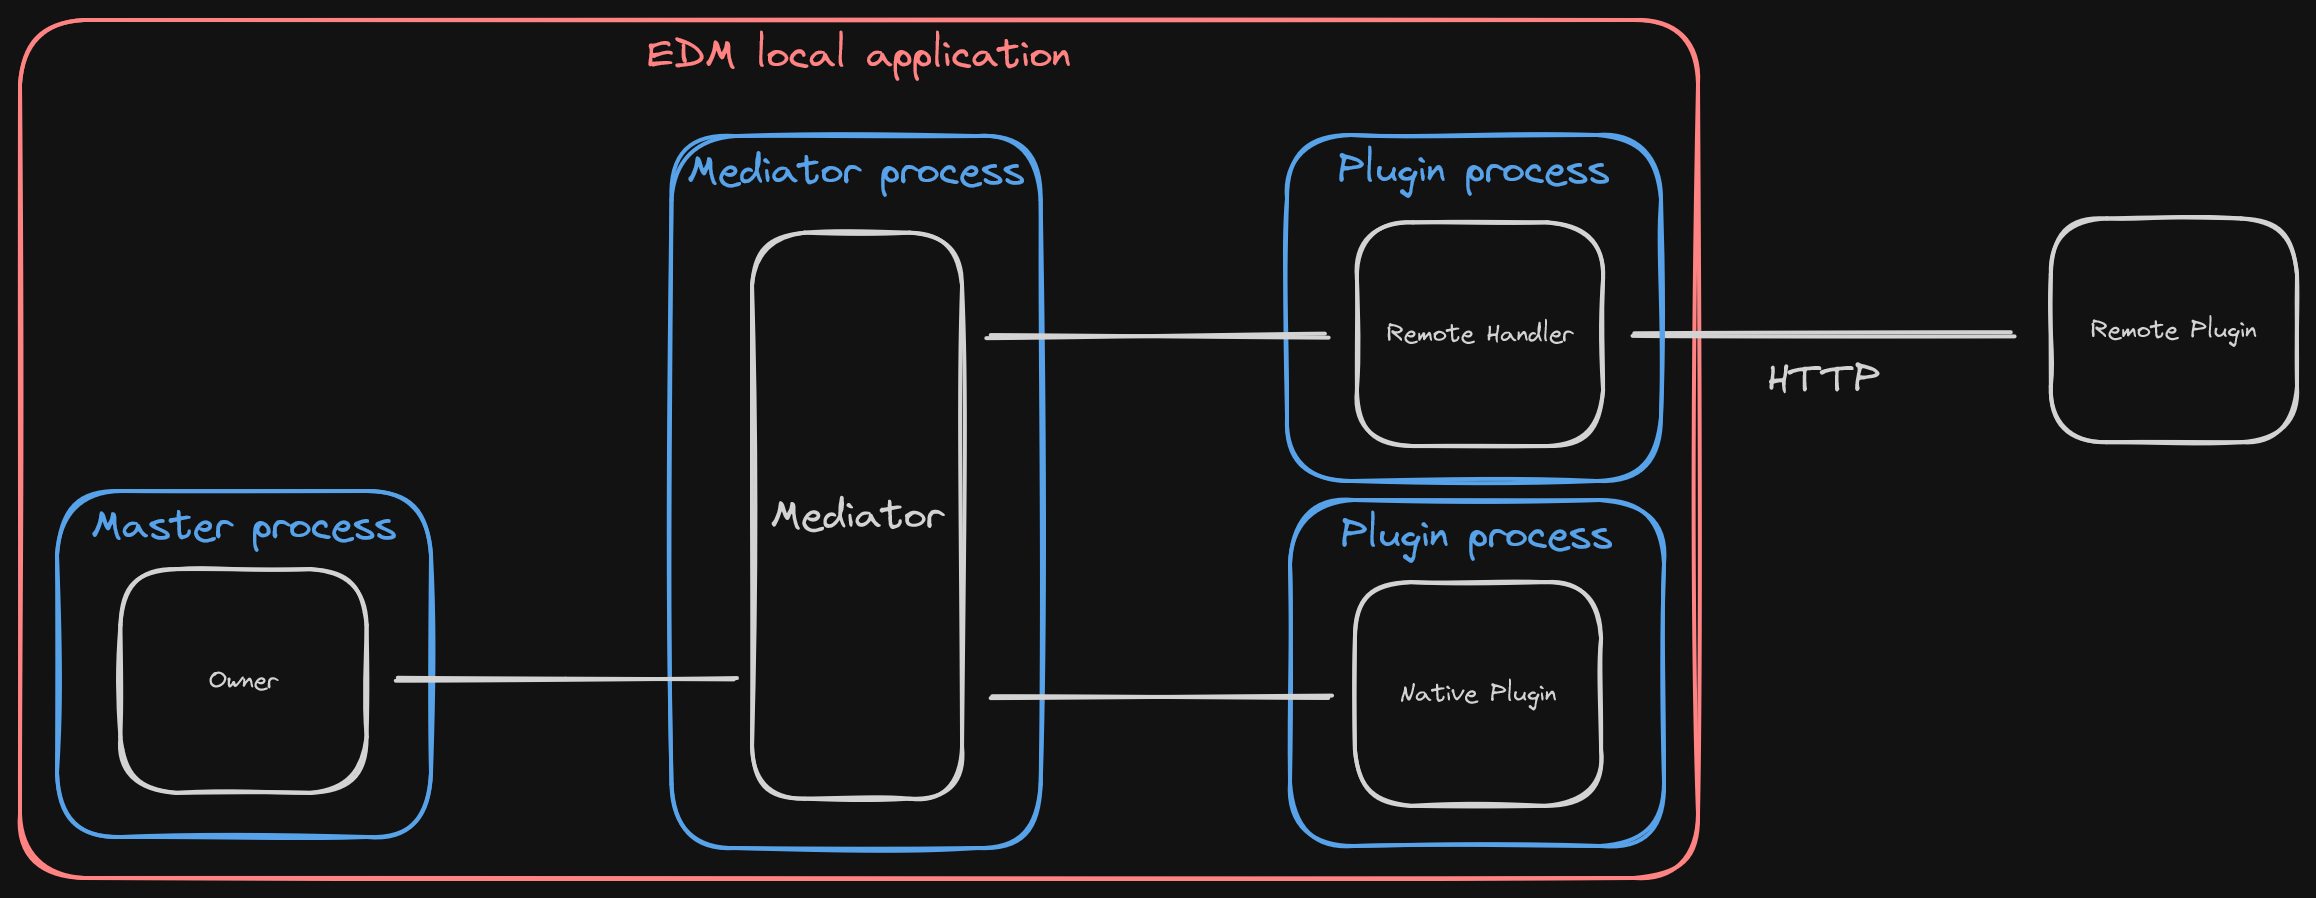 EDM local application
Mediator process
Plugin process
Remote Handler
Remote Plugin
HTTP
Mediator
Master process
Plugin process
Owner
Native Plugin